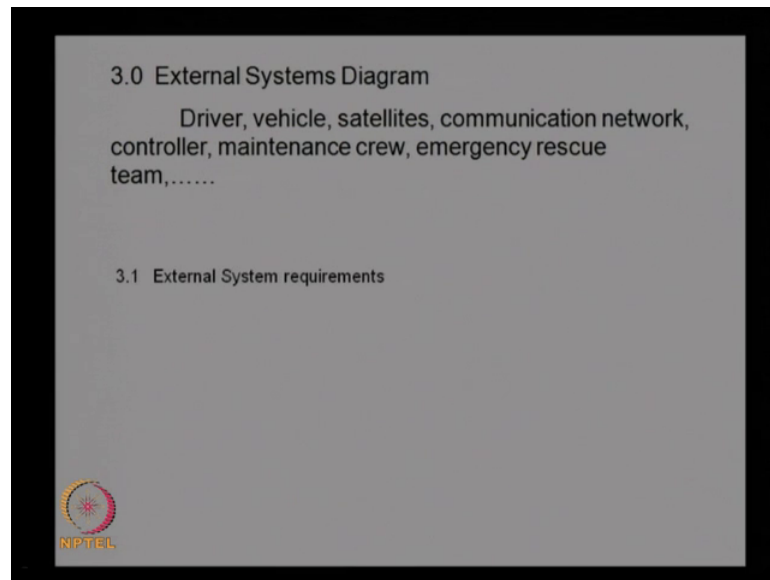 3.0 External Systems Diagram
Driver, vehicle, satellites, communication network,
controller, maintenance crew, emergency rescue
team,......
3.1 External System requirements
NPTEL